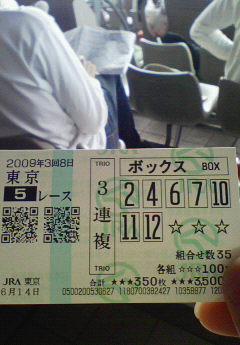 2009年3回8日
東京
5レース
JRA 東京
6月14日
TRIO
3連複
TRIO
ボックス BOX
2 4 6 7 10
11 12 ☆ ☆ ☆
組合せ数35
各組 ☆☆☆100
合計 ★★★350枚 ★★★3,500